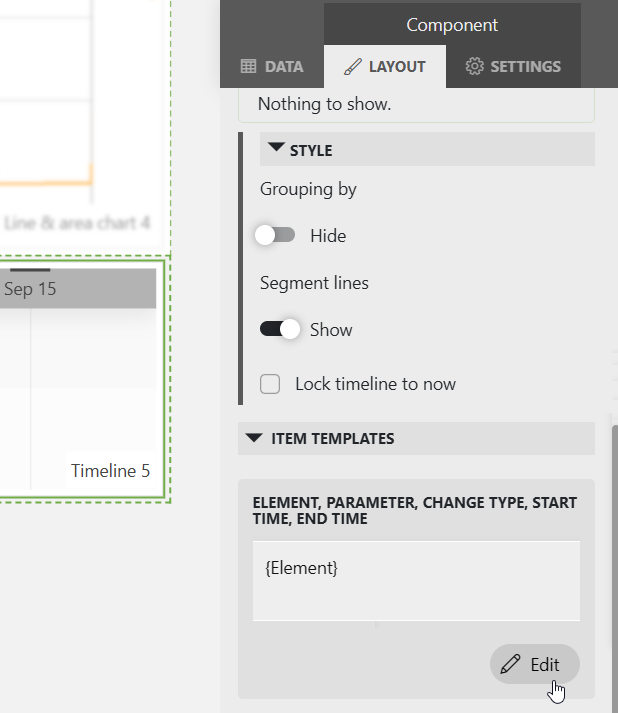 Component
DATA
LAYOUT
SETTINGS
Nothing to show.
STYLE
Grouping by
Hide
Line & area chart 4
Segment lines
Sep 15
Show
Lock timeline to now
ITEM TEMPLATES
Timeline 5
ELEMENT, PARAMETER, CHANGE TYPE, START
TIME, END TIME
{Element}
Edit